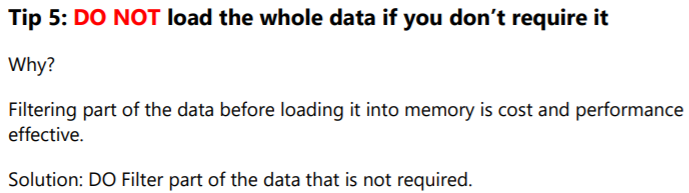 Tip 5: DO NOT load the whole data if you don’t require it
Why?
Filtering part of the data before loading it into memory is cost and performance
effective.
Solution: DO Filter part of the data that is not required.